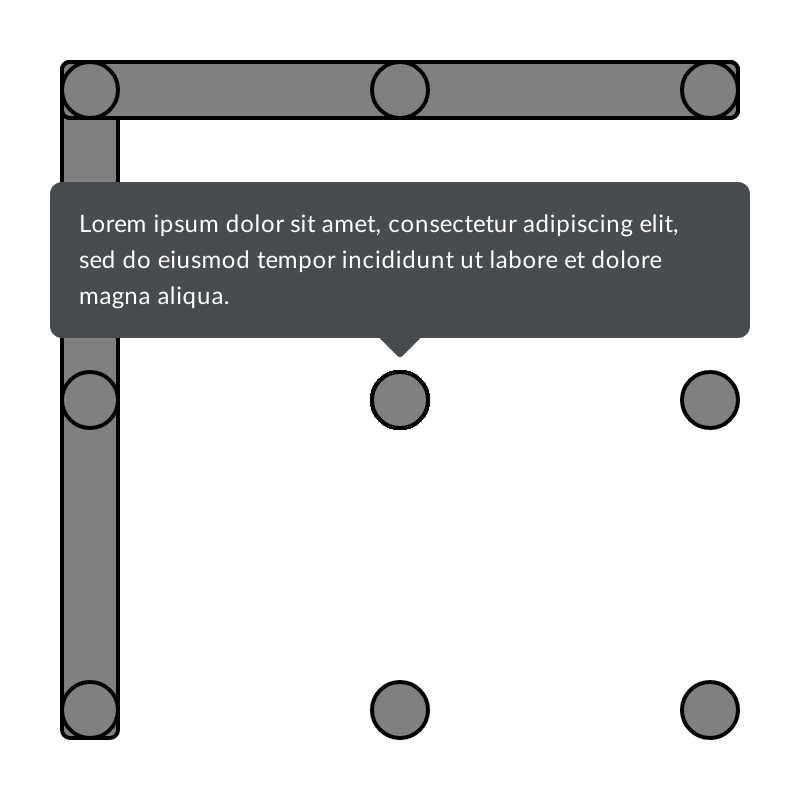 Lorem ipsum dolor sit amet, consectetur adipiscing elit,
sed do eiusmod tempor incididunt ut labore et dolore
magna aliqua.